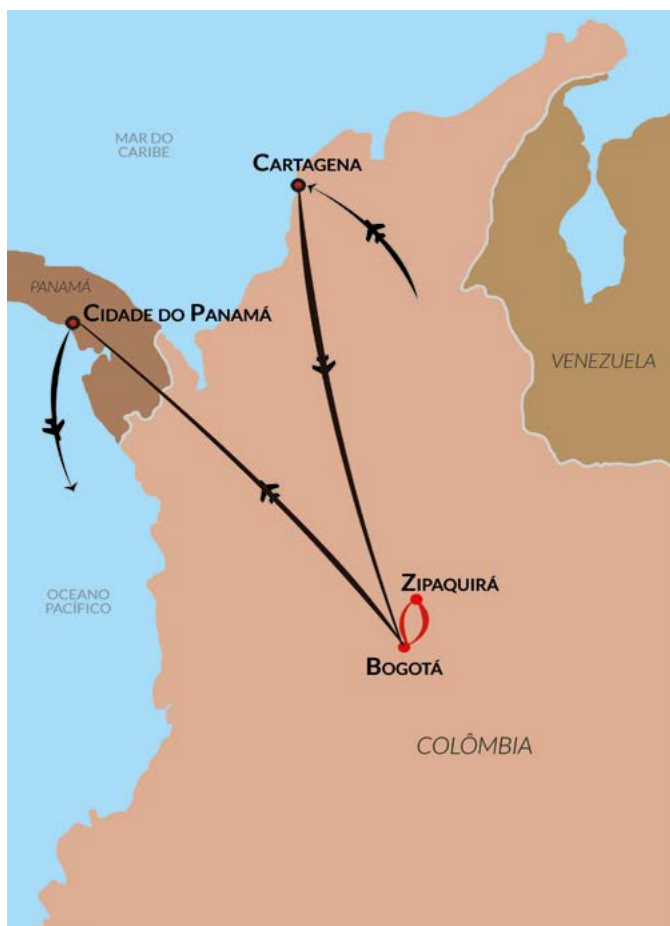 MAR DO
CARIBE
CARTAGENA
PANAMÁ
CIDADE DO PANAMÁ
VENEZUELA
OCEANO
PACÍFICO
ZIPAQUIRÁ
BOGOTÁ
COLÔMBIA